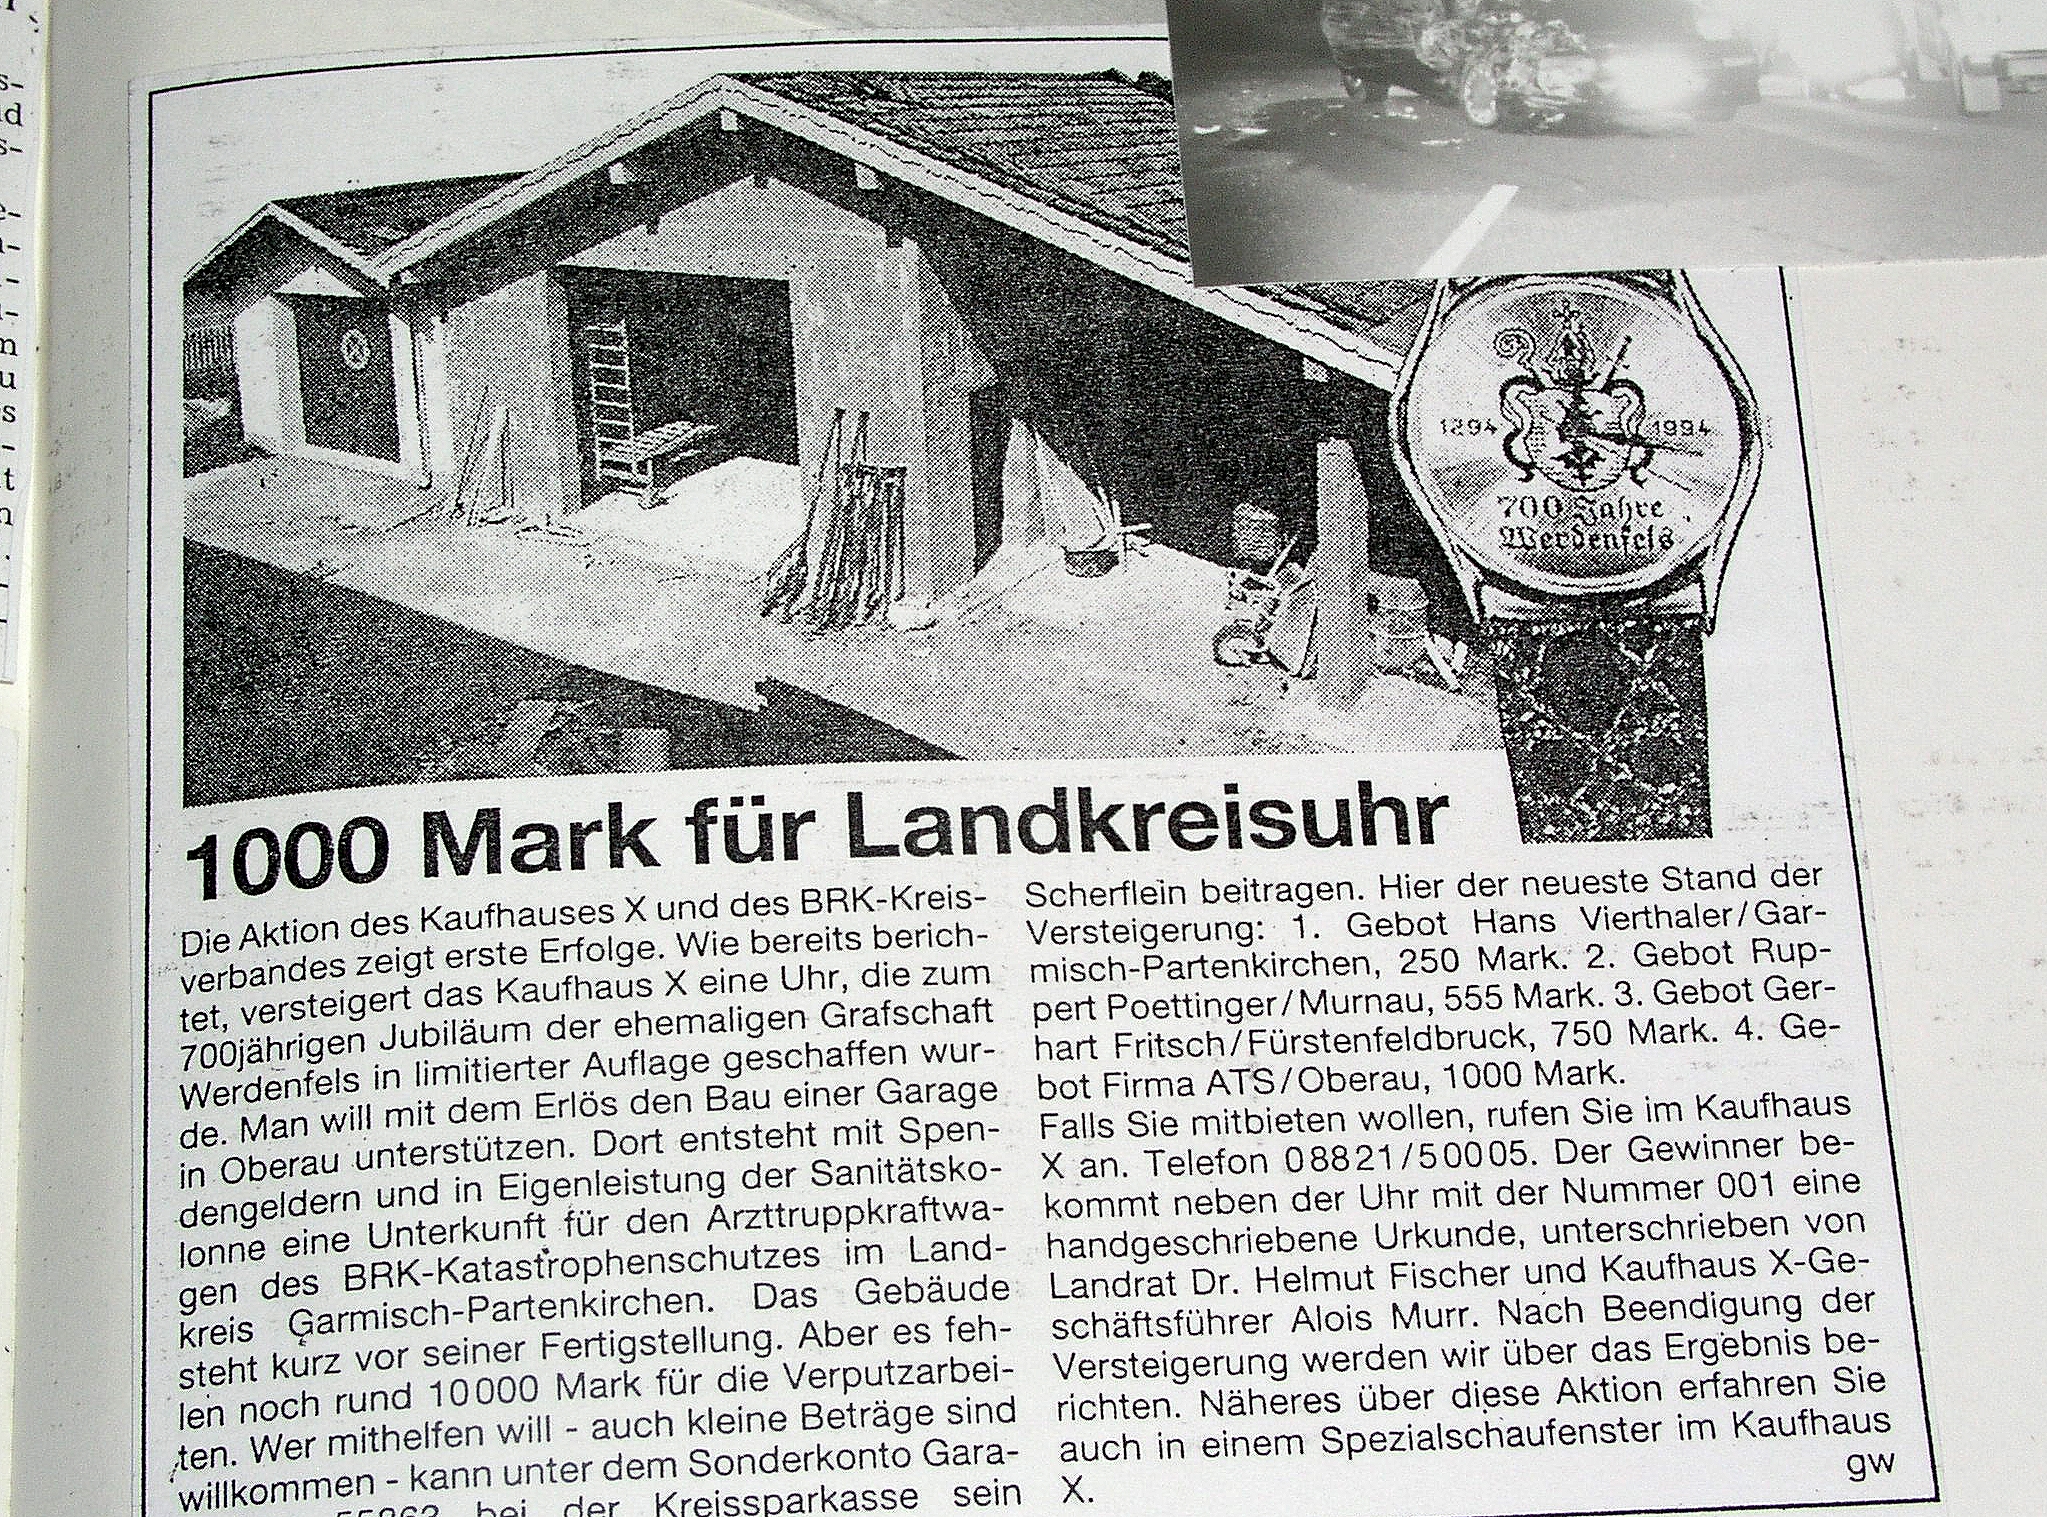 1294
1994
700 Jahre
Werdenfels
1000 Mark für Landkreisuhr
Die Aktion des Kaufhauses X und des BRK-Kreis-
verbandes zeigt erste Erfolge. Wie bereits berich-
tet, versteigert das Kaufhaus X eine Uhr, die zum
700jährigen Jubiläum der ehemaligen Grafschaft
Werdenfels in limitierter Auflage geschaffen wur-
de. Man will mit dem Erlös den Bau einer Garage
in Oberau unterstützen. Dort entsteht mit Spen-
dengeldern und in Eigenleistung der Sanitätsko-
lonne eine Unterkunft für den Arzttruppkraftwa-
gen des BRK-Katastrophenschutzes im Land-
kreis Garmisch-Partenkirchen. Das Gebäude
steht kurz vor seiner Fertigstellung. Aber es feh-
len noch rund 10000 Mark für die Verputzarbei-
ten. Wer mithelfen will - auch kleine Beträge sind
willkommen - kann unter dem Sonderkonto Gara-
55862 bei der Kreissparkasse sein
Scherflein beitragen. Hier der neueste Stand der
Versteigerung: 1. Gebot Hans Vierthaler/Gar-
misch-Partenkirchen, 250 Mark. 2. Gebot Rup-
pert Poettinger/Murnau, 555 Mark. 3. Gebot Ger-
hart Fritsch/Fürstenfeldbruck, 750 Mark. 4. Ge-
bot Firma ATS/Oberau, 1000 Mark.
Falls Sie mitbieten wollen, rufen Sie im Kaufhaus
X an. Telefon 08821/50005. Der Gewinner be-
kommt neben der Uhr mit der Nummer 001 eine
handgeschriebene Urkunde, unterschrieben von
Landrat Dr. Helmut Fischer und Kaufhaus X-Ge-
schäftsführer Alois Murr. Nach Beendigung der
Versteigerung werden wir über das Ergebnis be-
richten. Näheres über diese Aktion erfahren Sie
auch in einem Spezialschaufenster im Kaufhaus
X. gw